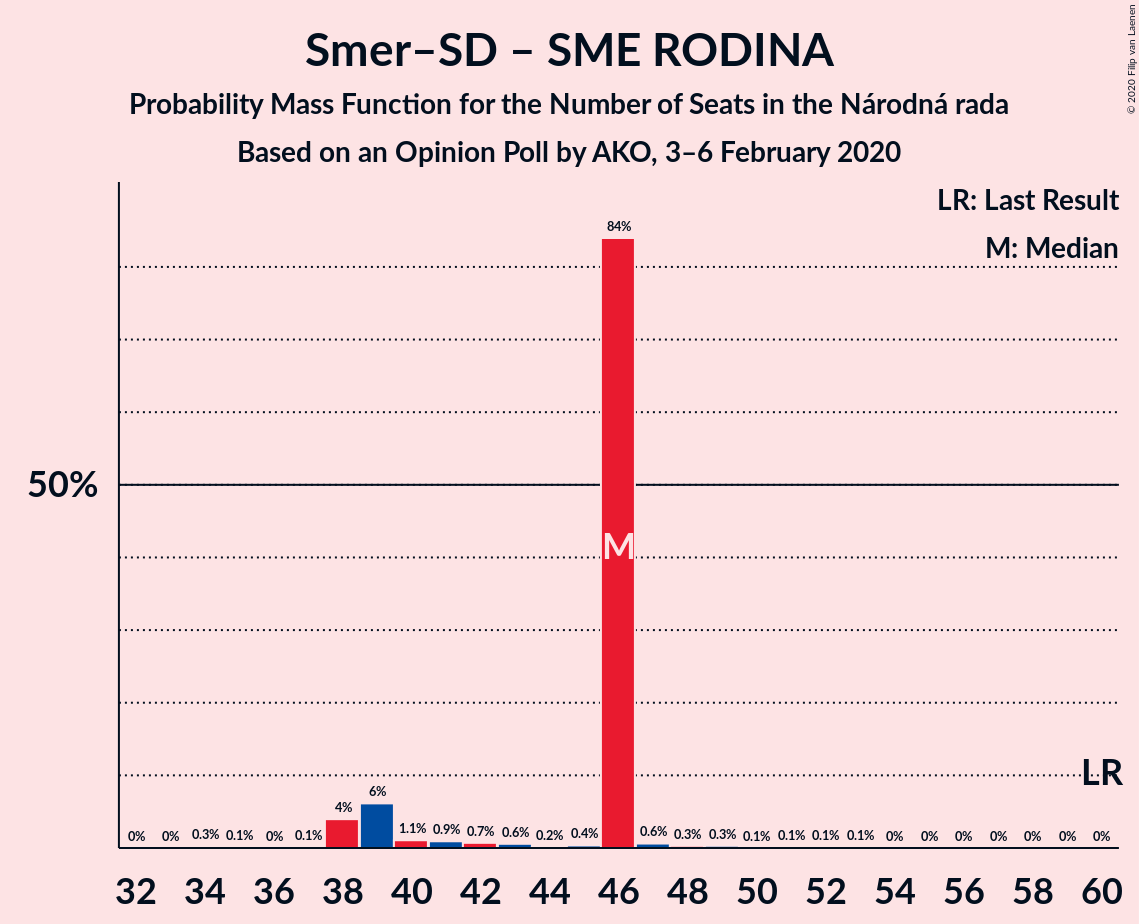 Smer–SD – SME RODINA
Probability Mass Function for the Number of Seats in the Národná rada
Based on an Opinion Poll by AKO, 3–6 February 2020
© 2020 Filip van Laenen
LR: Last Result
M: Median
50%
84%
M
LR
0% 0% 0.3% 0.1% 0% 0.1% 4% 6% 1.1% 0.9% 0.7% 0.6% 0.2% 0.4% 0.6% 0.3% 0.3% 0.1% 0.1% 0.1% 0.1% 0% 0% 0% 0% 0% 0% 0%
32 34 36 38 40 42 44 46 48 50 52 54 56 58 60